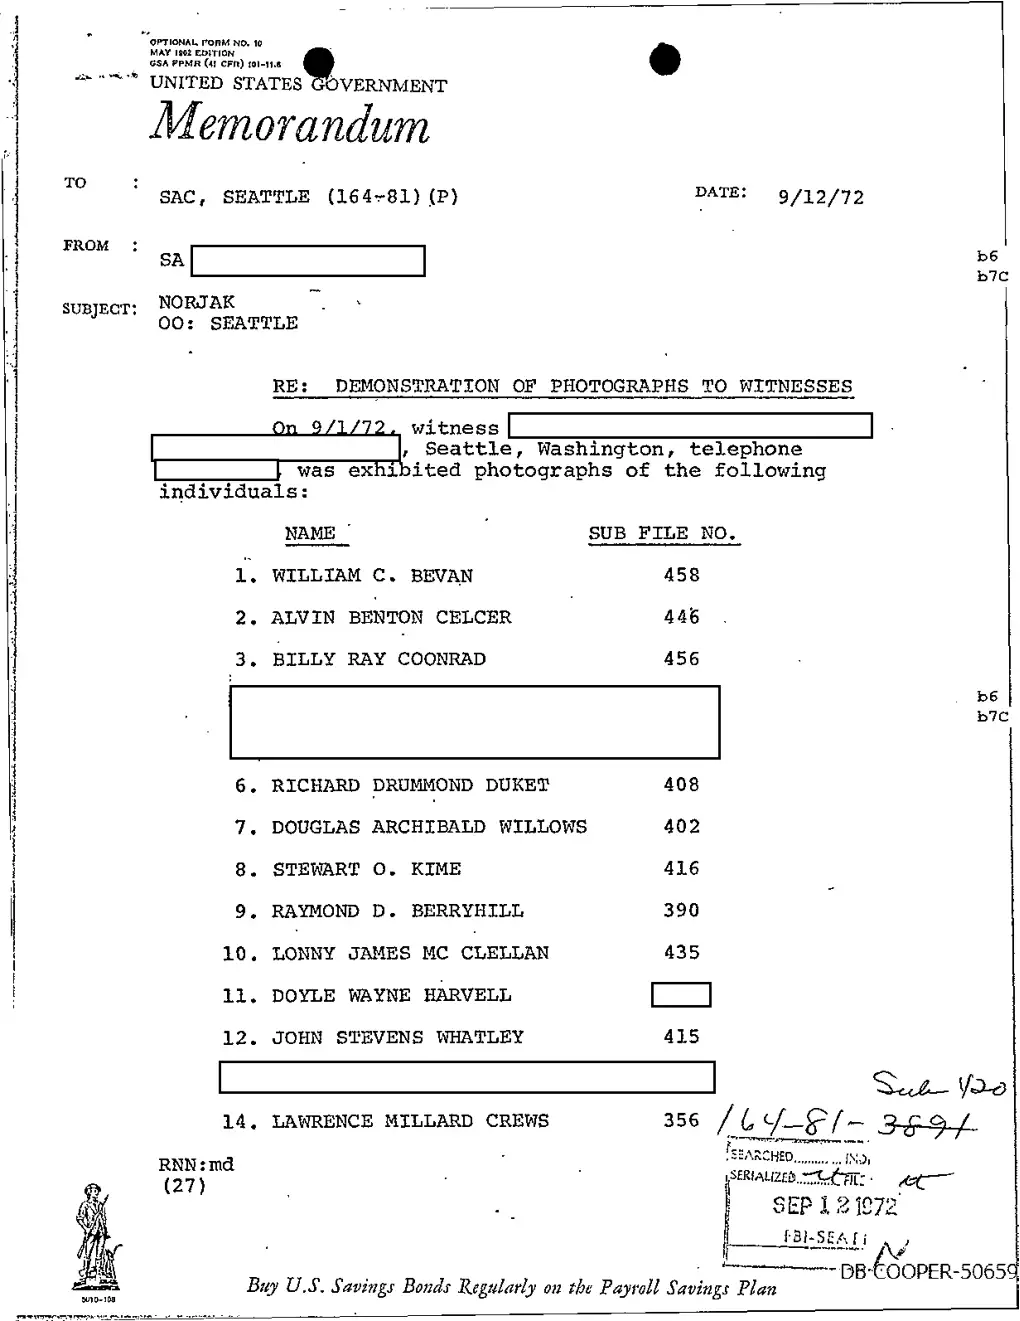 OPTIONAL FORM NO. 10
MAY 1962 EDITION
GSA FPMR (41 CFR) 101-11.6
UNITED STATES GOVERNMENT
Memorandum
TO : SAC, SEATTLE (164-81) (P) DATE: 9/12/72
FROM : SA
b6
b7C
SUBJECT: NORJAK
OO: SEATTLE
RE: DEMONSTRATION OF PHOTOGRAPHS TO WITNESSES
On 9/1/72, witness
, Seattle, Washington, telephone
, was exhibited photographs of the following
individuals:
NAME SUB FILE NO.
1. WILLIAM C. BEVAN 458
2. ALVIN BENTON CELCER 446
3. BILLY RAY COONRAD 456
b6
b7C
6. RICHARD DRUMMOND DUKET 408
7. DOUGLAS ARCHIBALD WILLOWS 402
8. STEWART O. KIME 416
9. RAYMOND D. BERRYHILL 390
10. LONNY JAMES MC CLELLAN 435
11. DOYLE WAYNE HARVELL
12. JOHN STEVENS WHATLEY 415
Sub 420
14. LAWRENCE MILLARD CREWS 356
164-81-3891
RNN:md
(27)
SEARCHED
SERIALIZED
SEP 12 1972
FBI-SEA
DB COOPER-50659
5010-108
Buy U.S. Savings Bonds Regularly on the Payroll Savings Plan